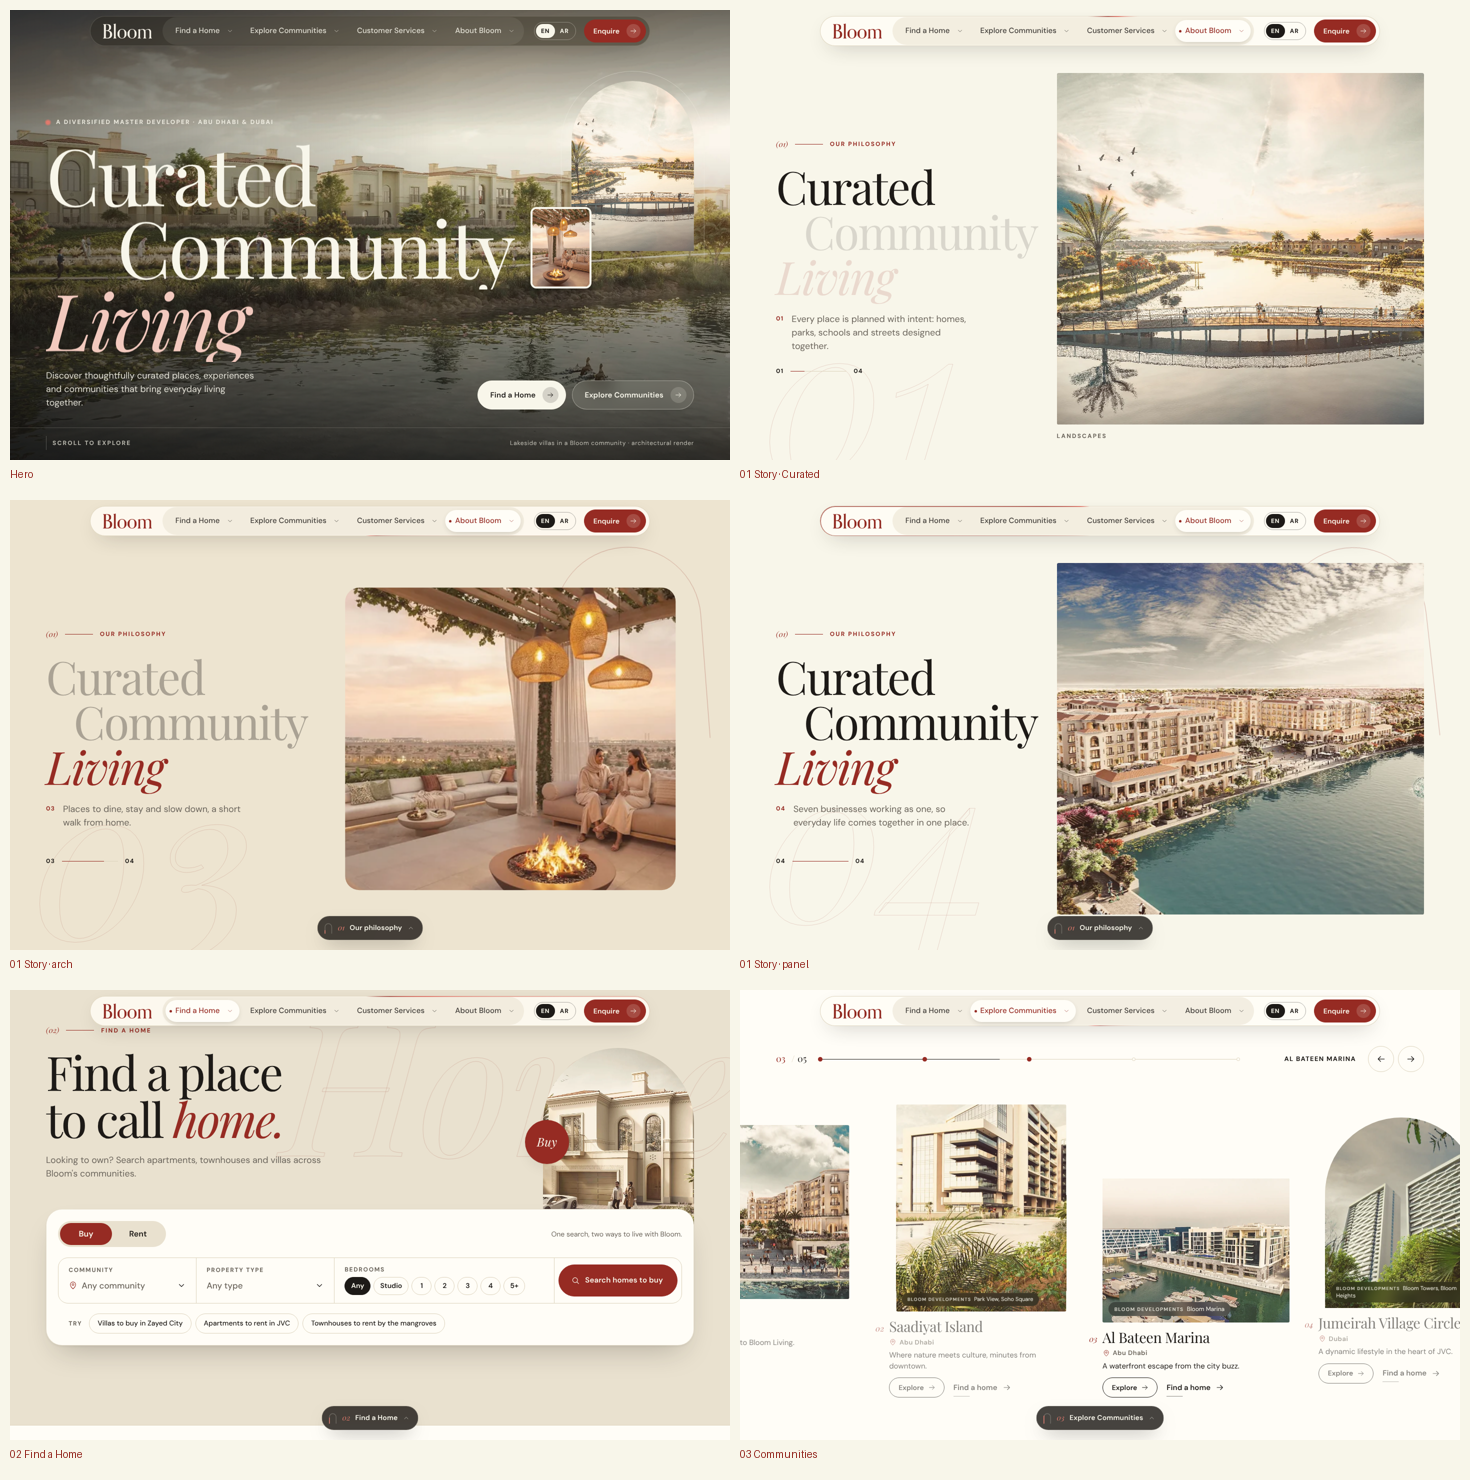 Bloom
Find a Home
Explore Communities
Customer Services
About Bloom
EN AR
Enquire
A DIVERSIFIED MASTER DEVELOPER · ABU DHABI & DUBAI
Curated
Community
Living
Discover thoughtfully curated places, experiences
and communities that bring everyday living
together.
Find a Home
Explore Communities
SCROLL TO EXPLORE
Lakeside villas in a Bloom community · architectural render
Hero
Bloom
Find a Home
Explore Communities
Customer Services
About Bloom
EN AR
Enquire
(01)
OUR PHILOSOPHY
Curated
Community
Living
01 Every place is planned with intent: homes,
parks, schools and streets designed
together.
01 04
01
LANDSCAPES
01 Story · Curated
Bloom
Find a Home
Explore Communities
Customer Services
About Bloom
EN AR
Enquire
(01)
OUR PHILOSOPHY
Curated
Community
Living
03 Places to dine, stay and slow down, a short
walk from home.
03 04
03
01 Our philosophy
01 Story · arch
Bloom
Find a Home
Explore Communities
Customer Services
About Bloom
EN AR
Enquire
(01)
OUR PHILOSOPHY
Curated
Community
Living
04 Seven businesses working as one, so
everyday life comes together in one place.
04 04
04
01 Our philosophy
01 Story · panel
Bloom
Find a Home
Explore Communities
Customer Services
About Bloom
EN AR
Enquire
(02)
FIND A HOME
Home
Find a place
to call home.
Looking to own? Search apartments, townhouses and villas across
Bloom's communities.
Buy
Buy
Rent
One search, two ways to live with Bloom.
COMMUNITY
Any community
PROPERTY TYPE
Any type
BEDROOMS
Any Studio 1 2 3 4 5+
Search homes to buy
TRY
Villas to buy in Zayed City
Apartments to rent in JVC
Townhouses to rent by the mangroves
02 Find a Home
02 Find a Home
Bloom
Find a Home
Explore Communities
Customer Services
About Bloom
EN AR
Enquire
03 05
AL BATEEN MARINA
to Bloom Living.
BLOOM DEVELOPMENTS Park View, Soho Square
02 Saadiyat Island
Abu Dhabi
Where nature meets culture, minutes from
downtown.
Explore
Find a home
BLOOM DEVELOPMENTS Bloom Marina
03 Al Bateen Marina
Abu Dhabi
A waterfront escape from the city buzz.
Explore
Find a home
BLOOM DEVELOPMENTS Bloom Towers, Bloom
Heights
04 Jumeirah Village Circle
Dubai
A dynamic lifestyle in the heart of JVC.
Explore
Find a home
03 Explore Communities
03 Communities